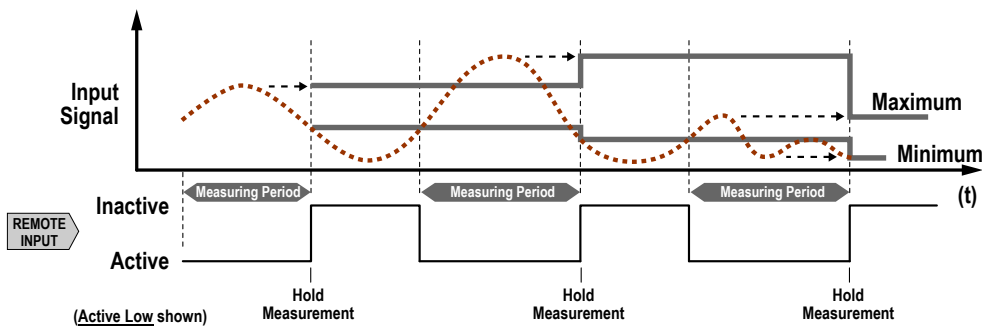 Input
Signal
Maximum
Minimum
Measuring Period
Measuring Period
Measuring Period
(t)
REMOTE
INPUT
Inactive
Active
(Active Low shown)
Hold
Measurement
Hold
Measurement
Hold
Measurement